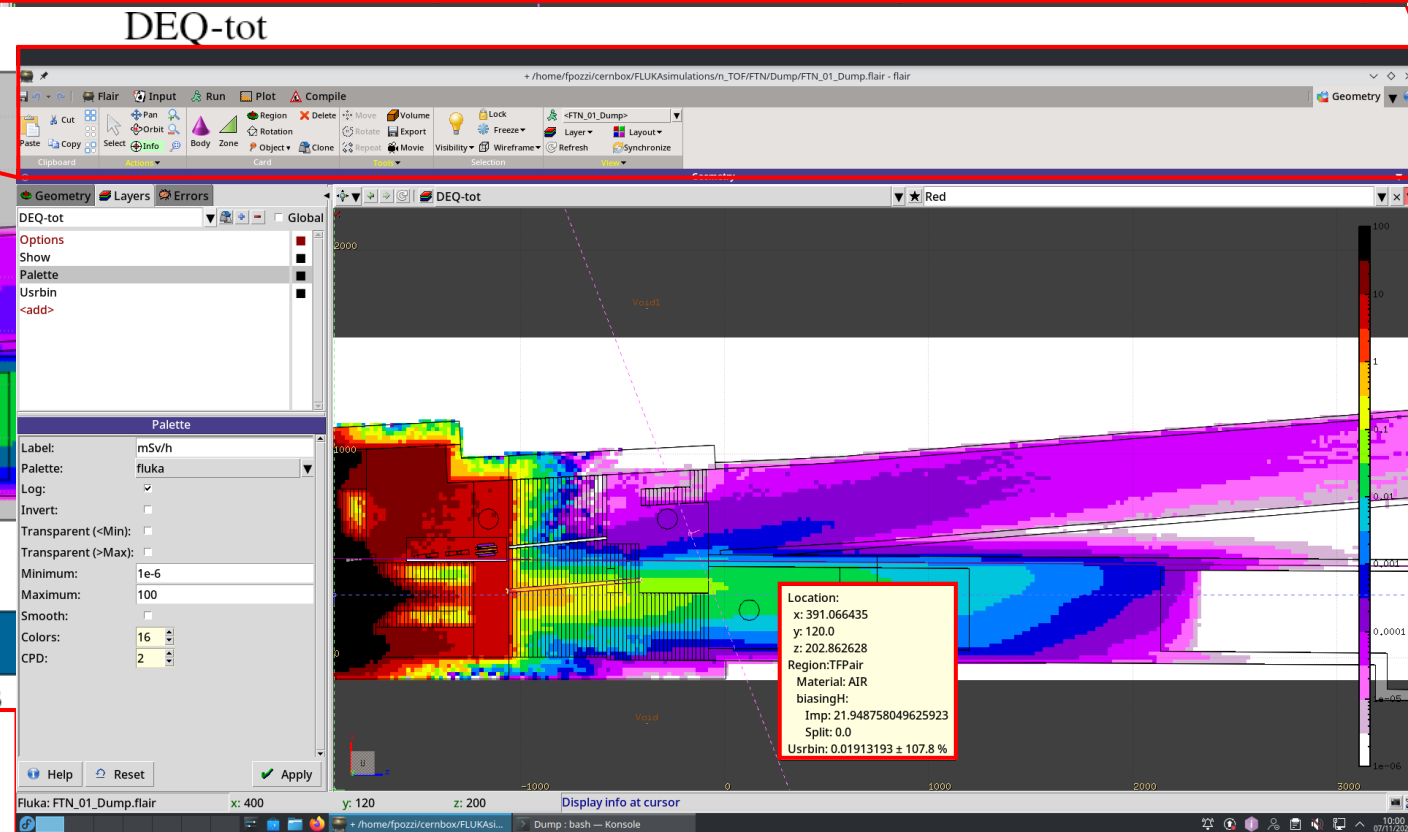 DEQ-tot
+ /home/fpozzi/cernbox/FLUKAsimulations/n_TOF/FTN/Dump/FTN_01_Dump.flair - flair
Flair Input Run Plot Compile Geometry
Cut Pan Region Delete Move Volume Lock <FTN_01_Dump>
Orbit Rotation Rotate Export Freeze Layer Layout
Paste Copy Select Info Body Zone Object Clone Repeat Movie Visibility Wireframe Refresh Synchronize
Clipboard Actions Card Tools Selection View
Geometry
Geometry Layers Errors DEQ-tot Red
DEQ-tot Global
Options
Show
Palette
Usrbin
<add>
Palette
Label: mSv/h
Palette: fluka
Log:
Invert:
Transparent (<Min):
Transparent (>Max):
Minimum: 1e-6
Maximum: 100
Smooth:
Colors: 16
CPD: 2
Help Reset Apply
2000
1000
0
Void1
Void
-1000 0 1000 2000 3000
100
10
1
0.1
0.01
0.001
0.0001
1e-05
1e-06
Location:
x: 391.066435
y: 120.0
z: 202.862628
Region:TFPair
Material: AIR
biasingH:
Imp: 21.948758049625923
Split: 0.0
Usrbin: 0.01913193 ± 107.8 %
Fluka: FTN_01_Dump.flair x: 400 y: 120 z: 200 Display info at cursor
+ /home/fpozzi/cernbox/FLUKAsi... Dump : bash — Konsole 10:00